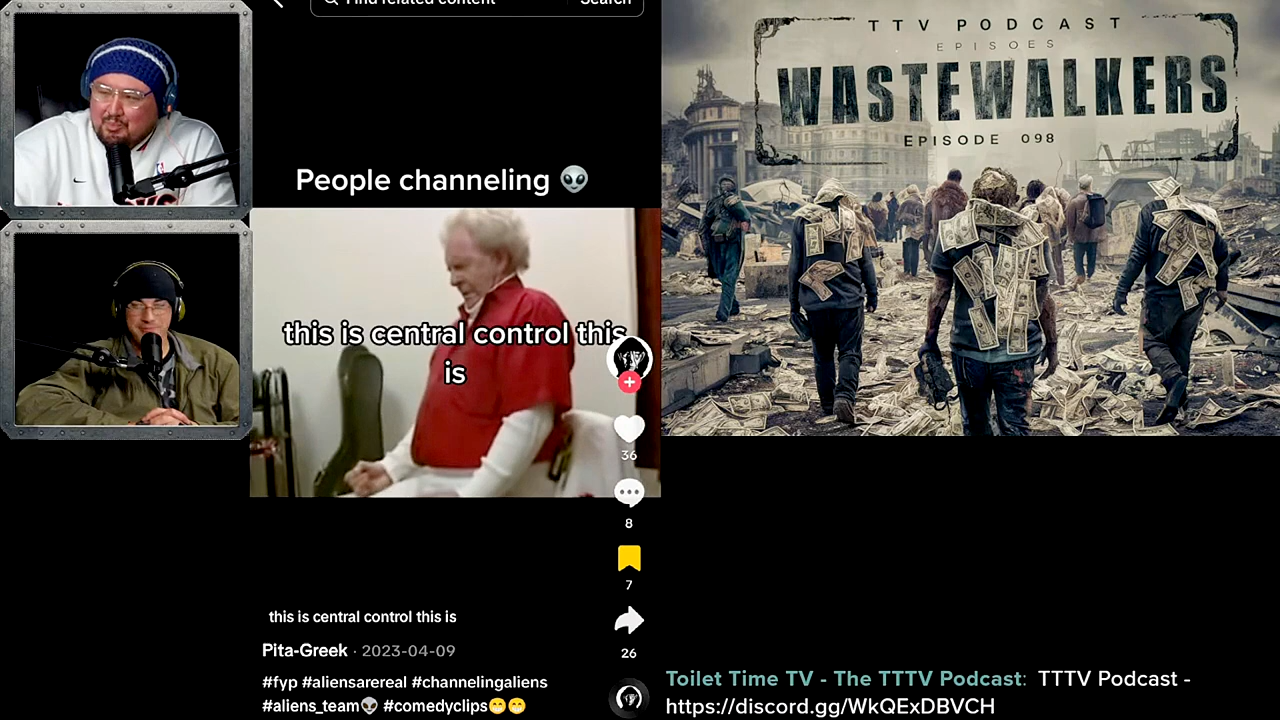 Find related content
Search
People channeling 👽
this is central control this
is
36
8
7
26
this is central control this is
Pita-Greek · 2023-04-09
#fyp #aliensarereal #channelingaliens
#aliens_team👽 #comedyclips😁😁
TTV PODCAST
EPISOES
WASTEWALKERS
EPISODE 098
Toilet Time TV - The TTTV Podcast: TTTV Podcast -
https://discord.gg/WkQExDBVCH